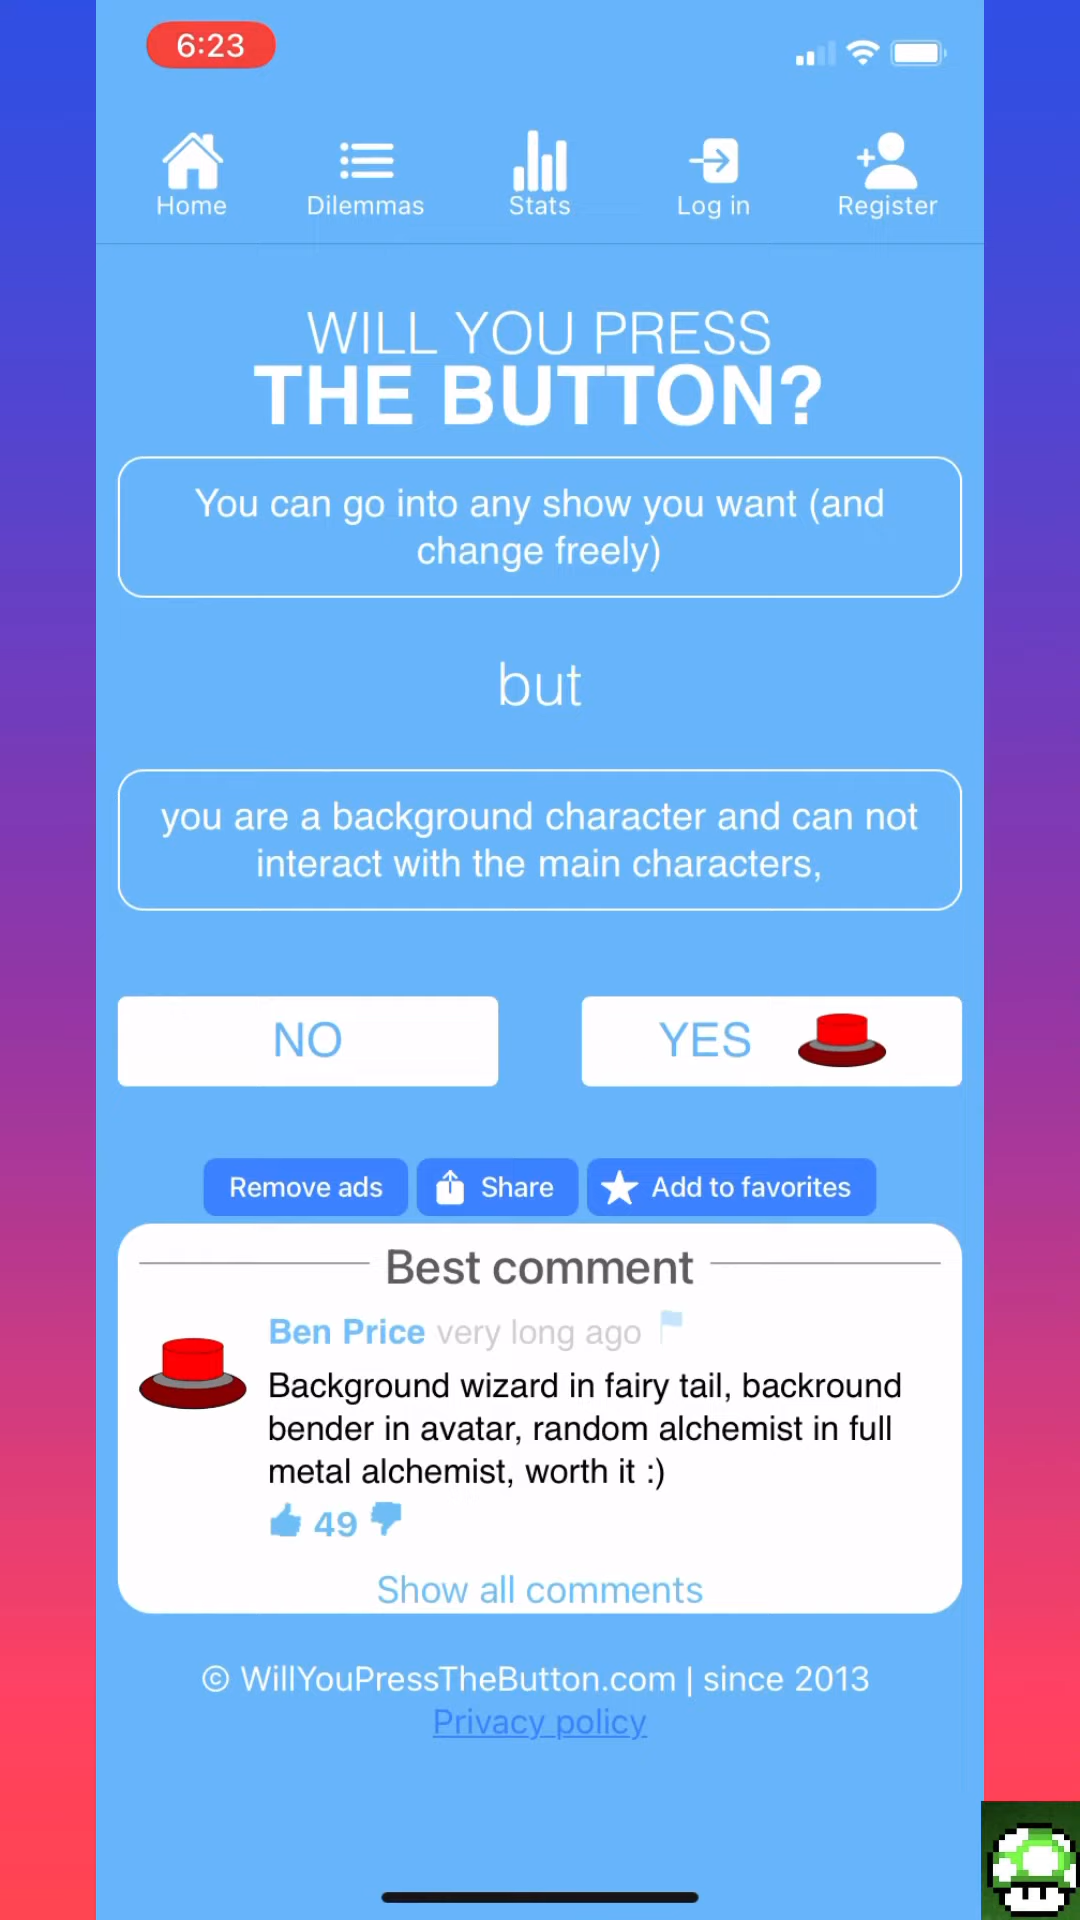 6:23
Home
Dilemmas
Stats
Log in
Register
WILL YOU PRESS
THE BUTTON?
You can go into any show you want (and
change freely)
but
you are a background character and can not
interact with the main characters,
NO
YES
Remove ads
Share
Add to favorites
Best comment
Ben Price very long ago
Background wizard in fairy tail, backround
bender in avatar, random alchemist in full
metal alchemist, worth it :)
49
Show all comments
© WillYouPressTheButton.com | since 2013
Privacy policy